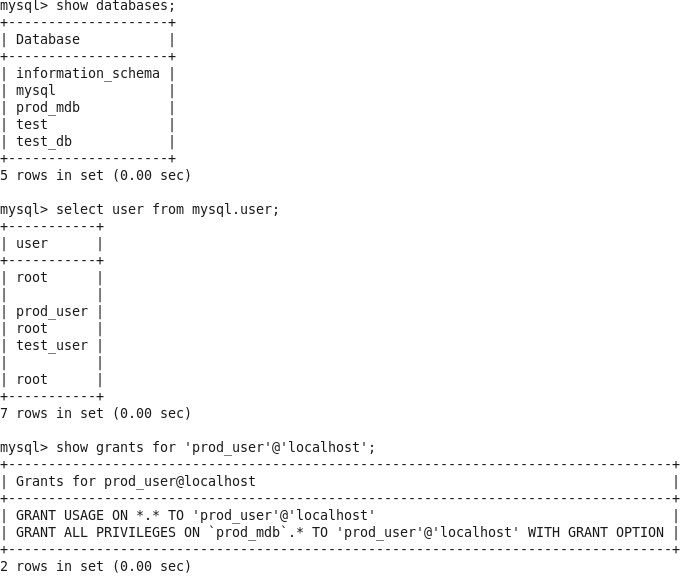 mysql> show databases;
+--------------------+
| Database           |
+--------------------+
| information_schema |
| mysql              |
| prod_mdb           |
| test               |
| test_db            |
+--------------------+
5 rows in set (0.00 sec)

mysql> select user from mysql.user;
+-----------+
| user      |
+-----------+
| root      |
|           |
| prod_user |
| root      |
| test_user |
|           |
| root      |
+-----------+
7 rows in set (0.00 sec)

mysql> show grants for 'prod_user'@'localhost';
+-----------------------------------------------------------------------------------+
| Grants for prod_user@localhost                                                    |
+-----------------------------------------------------------------------------------+
| GRANT USAGE ON *.* TO 'prod_user'@'localhost'                                     |
| GRANT ALL PRIVILEGES ON `prod_mdb`.* TO 'prod_user'@'localhost' WITH GRANT OPTION |
+-----------------------------------------------------------------------------------+
2 rows in set (0.00 sec)